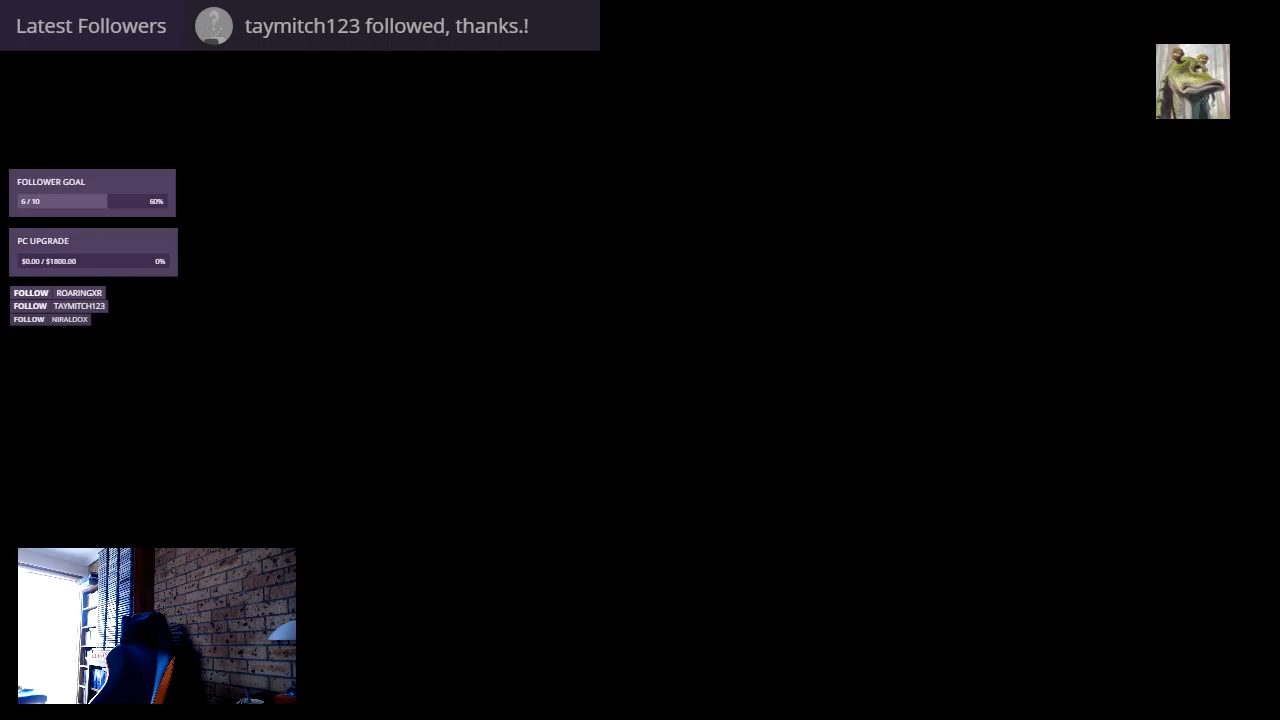 Latest Followers
taymitch123 followed, thanks.!
FOLLOWER GOAL
6 / 10 60%
PC UPGRADE
$0.00 / $1800.00 0%
FOLLOW ROARINGXR
FOLLOW TAYMITCH123
FOLLOW NIRALDOX